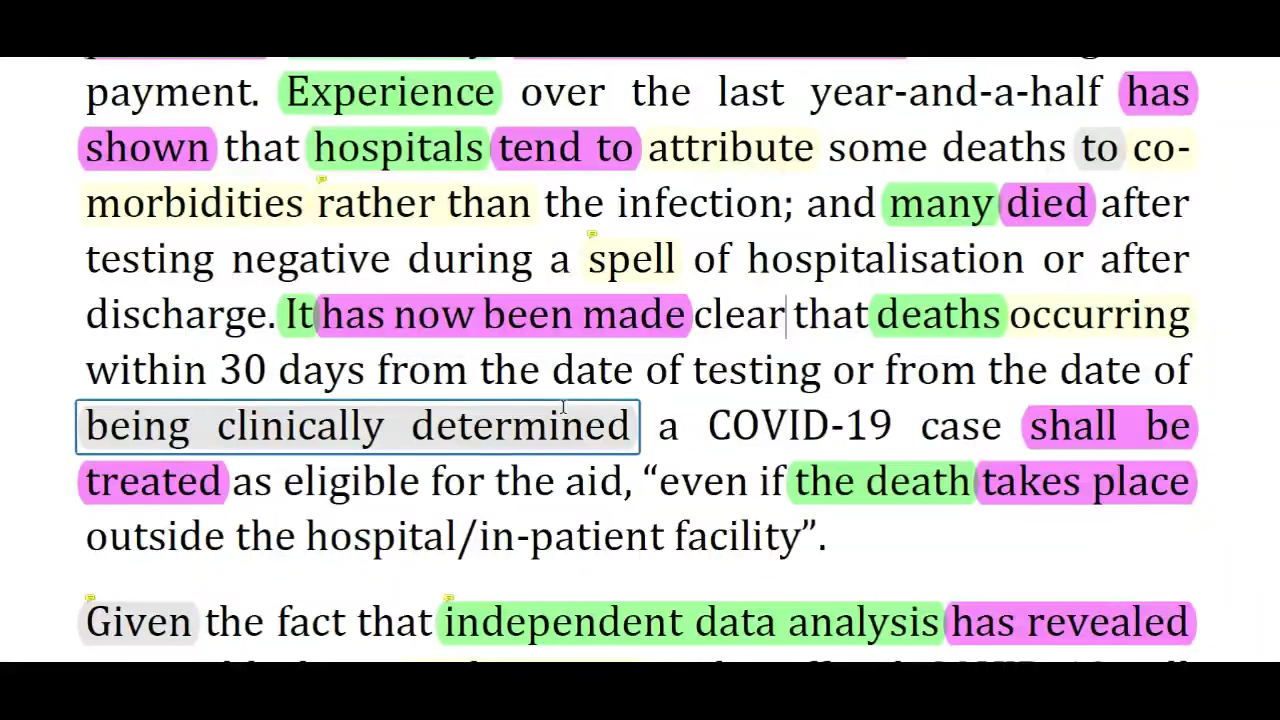 payment. Experience over the last year-and-a-half has
shown that hospitals tend to attribute some deaths to co-
morbidities rather than the infection; and many died after
testing negative during a spell of hospitalisation or after
discharge. It has now been made clear that deaths occurring
within 30 days from the date of testing or from the date of
being clinically determined a COVID-19 case shall be
treated as eligible for the aid, “even if the death takes place
outside the hospital/in-patient facility”.
Given the fact that independent data analysis has revealed